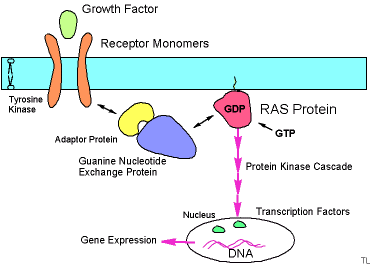 Growth Factor
Receptor Monomers
Tyrosine
Kinase
GDP
RAS Protein
GTP
Adaptor Protein
Guanine Nucleotide
Exchange Protein
Protein Kinase Cascade
Nucleus
Transcription Factors
Gene Expression
DNA
TL